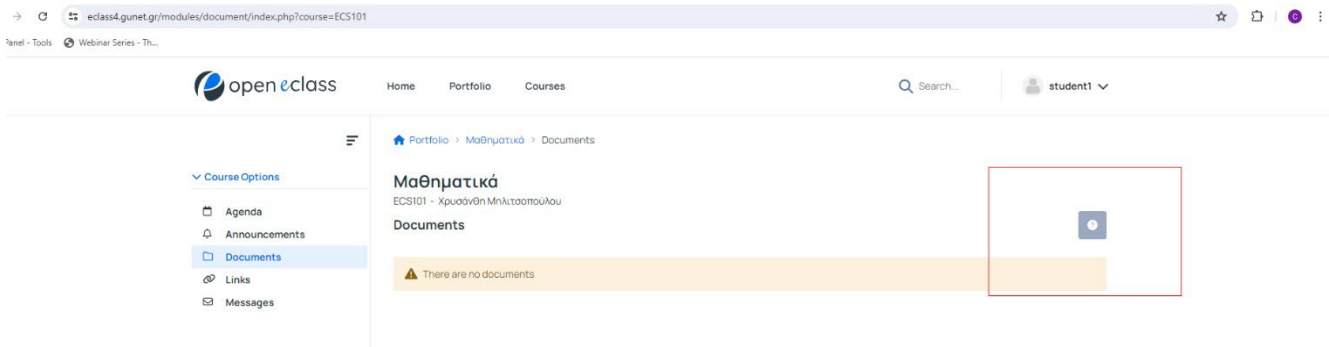 eclass4.gunet.gr/modules/document/index.php?course=ECS101
C
Panel - Tools Webinar Series - Th...
open eclass Home Portfolio Courses Search... student1
Portfolio > Μαθηματικά > Documents
Course Options
Agenda
Announcements
Documents
Links
Messages
Μαθηματικά
ECS101 - Χρυσάνθη Μηλιτσοπούλου
Documents
There are no documents